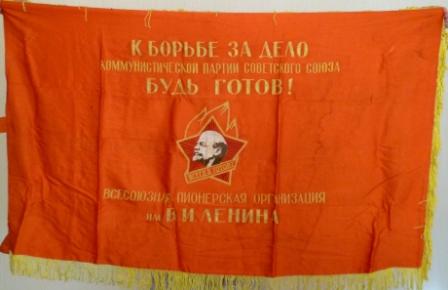 К БОРЬБЕ ЗА ДЕЛО
КОММУНИСТИЧЕСКОЙ ПАРТИИ СОВЕТСКОГО СОЮЗА
БУДЬ ГОТОВ!
ВСЕГДА ГОТОВ!
ВСЕСОЮЗНАЯ ПИОНЕРСКАЯ ОРГАНИЗАЦИЯ
ИМ. В.И.ЛЕНИНА